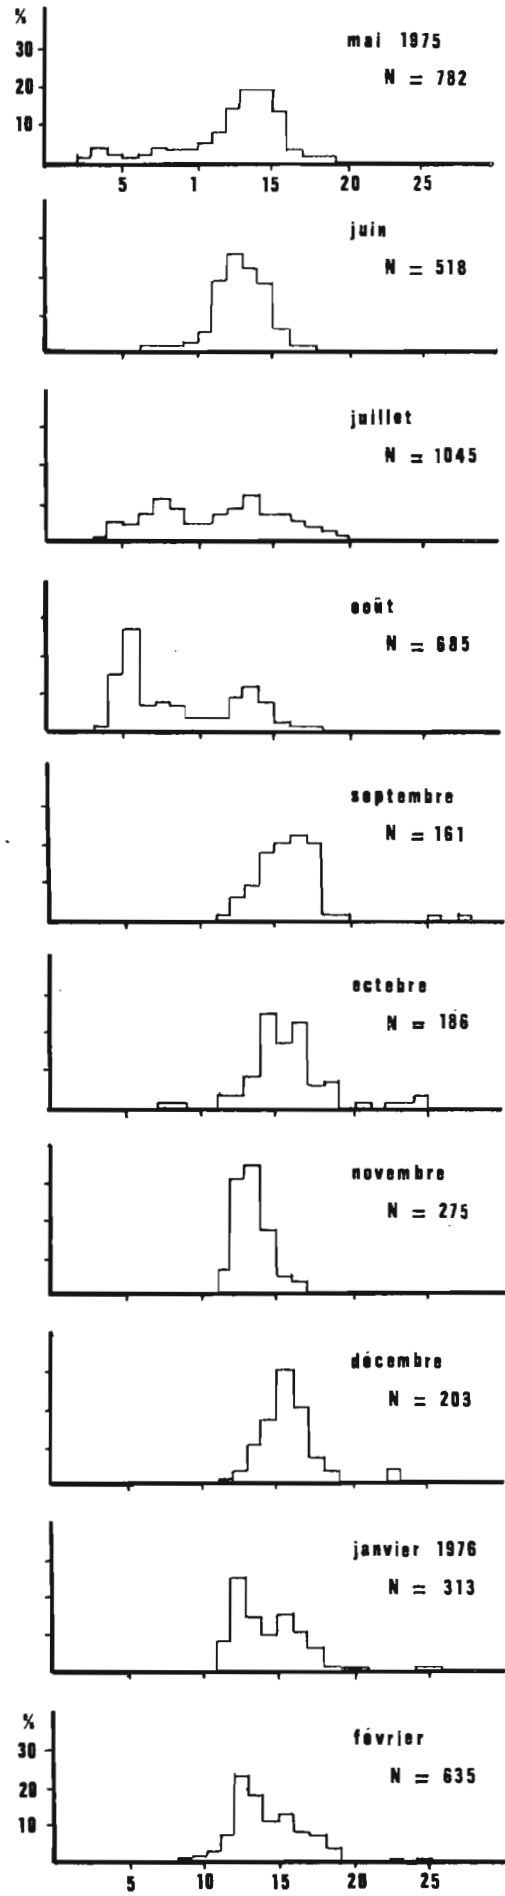 %
mai 1975
30
N = 782
20
10
5 1 15 20 25
juin
N = 518
juillet
N = 1045
août
N = 685
septembre
N = 161
octobre
N = 186
novembre
N = 275
décembre
N = 203
janvier 1976
N = 313
%
février
30
N = 635
20
10
5 10 15 20 25